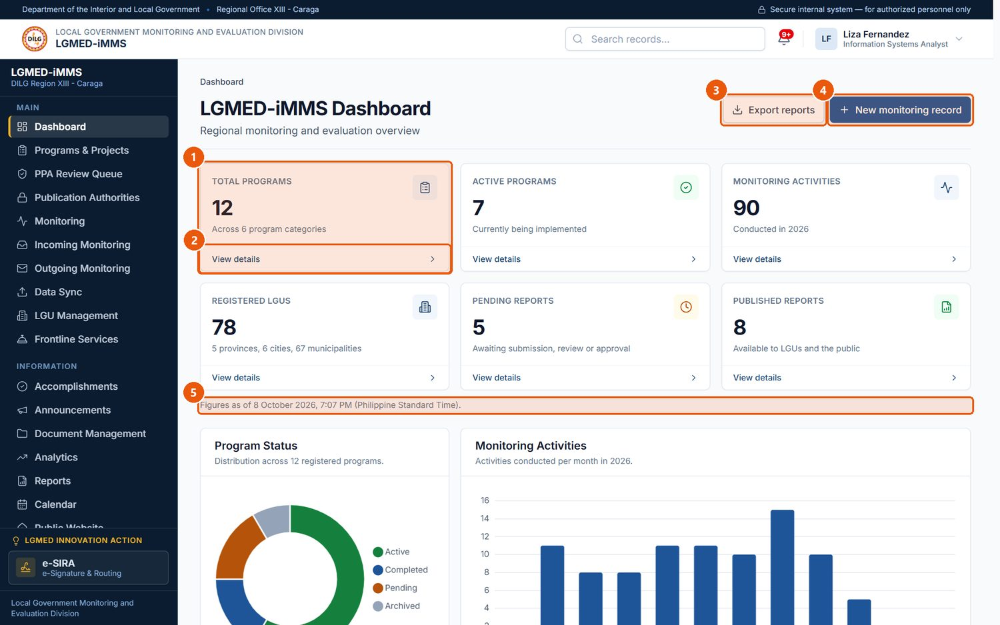 Department of the Interior and Local Government • Regional Office XIII - Caraga
Secure internal system — for authorized personnel only
DILG
LOCAL GOVERNMENT MONITORING AND EVALUATION DIVISION
LGMED-iMMS
Search records...
9+
LF
Liza Fernandez
Information Systems Analyst
LGMED-iMMS
DILG Region XIII - Caraga
MAIN
Dashboard
Programs & Projects
PPA Review Queue
Publication Authorities
Monitoring
Incoming Monitoring
Outgoing Monitoring
Data Sync
LGU Management
Frontline Services
INFORMATION
Accomplishments
Announcements
Document Management
Analytics
Reports
Calendar
Public Website
LGMED INNOVATION ACTION
e-SIRA
e-Signature & Routing
Local Government Monitoring and
Evaluation Division
Dashboard
LGMED-iMMS Dashboard
Regional monitoring and evaluation overview
3
Export reports
4
New monitoring record
1
TOTAL PROGRAMS
12
Across 6 program categories
2
View details
ACTIVE PROGRAMS
7
Currently being implemented
View details
MONITORING ACTIVITIES
90
Conducted in 2026
View details
REGISTERED LGUS
78
5 provinces, 6 cities, 67 municipalities
View details
PENDING REPORTS
5
Awaiting submission, review or approval
View details
PUBLISHED REPORTS
8
Available to LGUs and the public
View details
5
Figures as of 8 October 2026, 7:07 PM (Philippine Standard Time).
Program Status
Distribution across 12 registered programs.
Active
Completed
Pending
Archived
Monitoring Activities
Activities conducted per month in 2026.
16
14
12
10
8
6
4
2